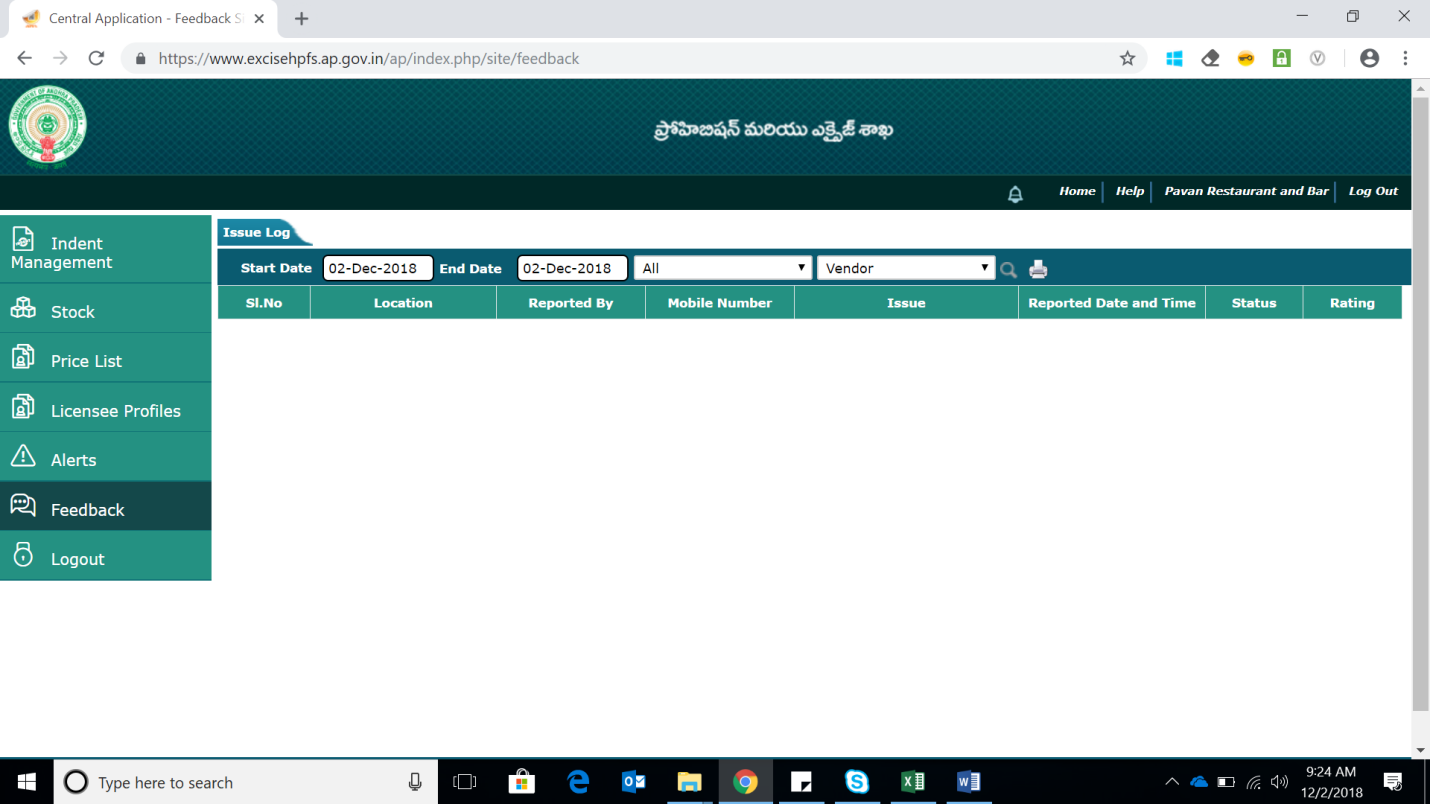 Central Application - Feedback S
https://www.excisehpfs.ap.gov.in/ap/index.php/site/feedback
ప్రోహిబిషన్ మరియు ఎక్సైజ్ శాఖ
Home Help Pavan Restaurant and Bar Log Out
Indent
Management
Stock
Price List
Licensee Profiles
Alerts
Feedback
Logout
Issue Log
Start Date 02-Dec-2018 End Date 02-Dec-2018 All Vendor
Sl.No Location Reported By Mobile Number Issue Reported Date and Time Status Rating
Type here to search
9:24 AM
12/2/2018